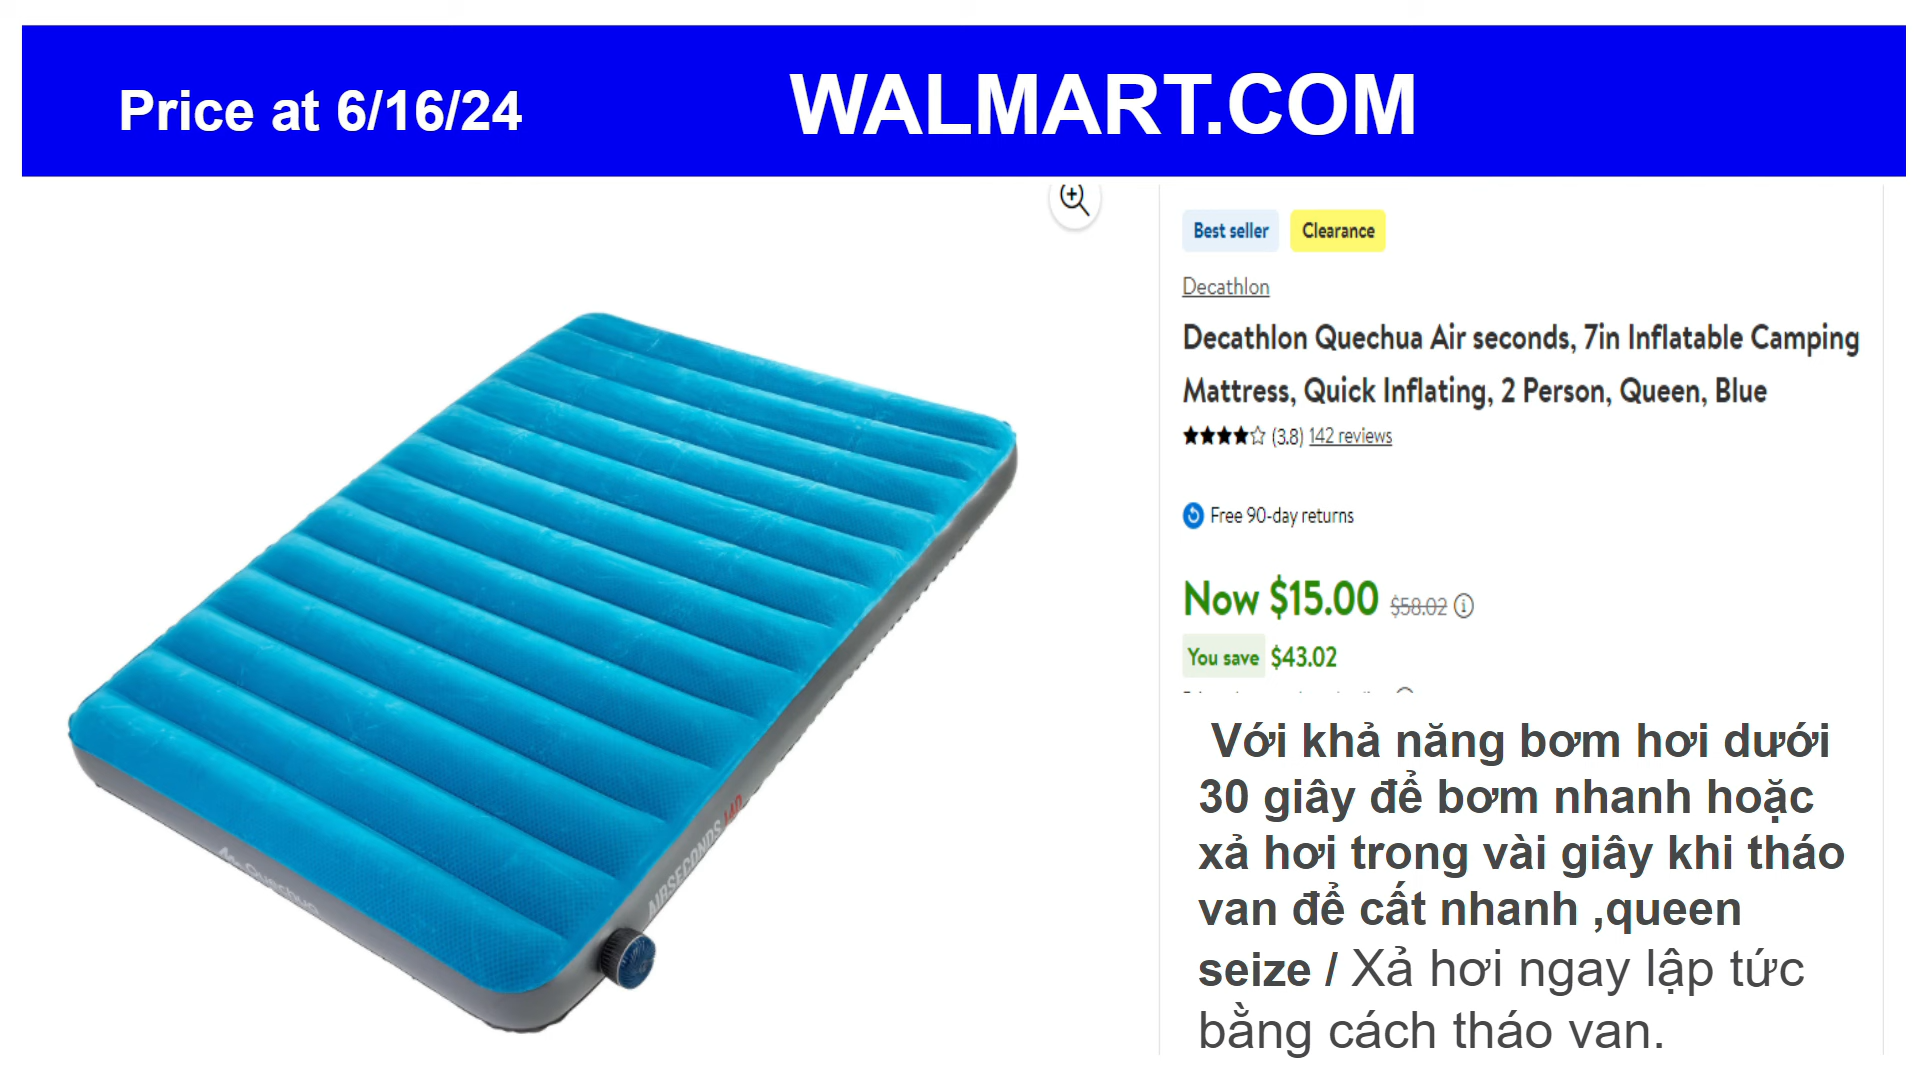 Price at 6/16/24
WALMART.COM
Best seller
Clearance
Decathlon
Decathlon Quechua Air seconds, 7in Inflatable Camping
Mattress, Quick Inflating, 2 Person, Queen, Blue
(3.8) 142 reviews
Free 90-day returns
Now $15.00 $58.02
You save $43.02
Với khả năng bơm hơi dưới
30 giây để bơm nhanh hoặc
xả hơi trong vài giây khi tháo
van để cất nhanh ,queen
seize / Xả hơi ngay lập tức
bằng cách tháo van.
Quechua
AIRSECONDS 140